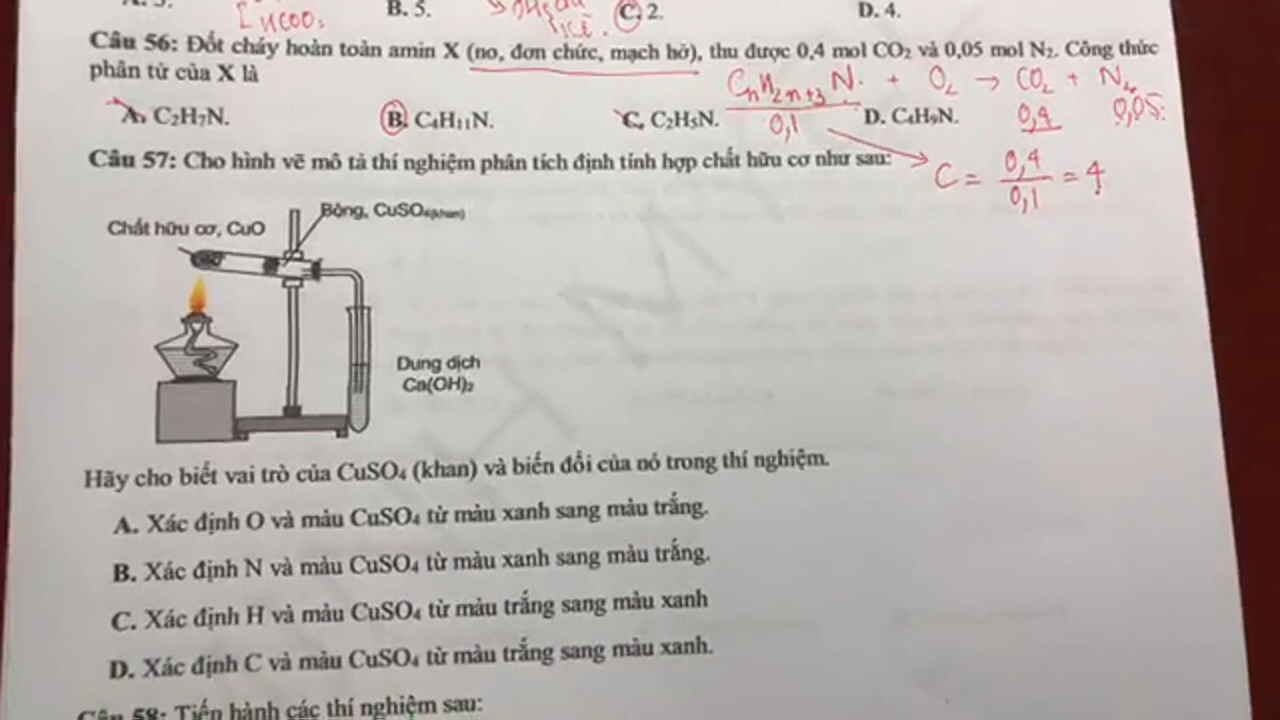 B. 5.
C. 2.
D. 4.
HCOO
Câu 56: Đốt cháy hoàn toàn amin X (no, đơn chức, mạch hở), thu được 0,4 mol CO₂ và 0,05 mol N₂. Công thức
phân tử của X là
CnH2n+3 N + O₂ → CO₂ + N₂
0,1
0,4
0,05
A. C₂H₇N.
B. C₄H₁₁N.
C. C₂H₅N.
D. C₄H₉N.
C = 0,4 / 0,1 = 4
Câu 57: Cho hình vẽ mô tả thí nghiệm phân tích định tính hợp chất hữu cơ như sau:
Bông, CuSO₄(khan)
Chất hữu cơ, CuO
Dung dịch
Ca(OH)₂
Hãy cho biết vai trò của CuSO₄ (khan) và biến đổi của nó trong thí nghiệm.
A. Xác định O và màu CuSO₄ từ màu xanh sang màu trắng.
B. Xác định N và màu CuSO₄ từ màu xanh sang màu trắng.
C. Xác định H và màu CuSO₄ từ màu trắng sang màu xanh
D. Xác định C và màu CuSO₄ từ màu trắng sang màu xanh.
Câu 58: Tiến hành các thí nghiệm sau: